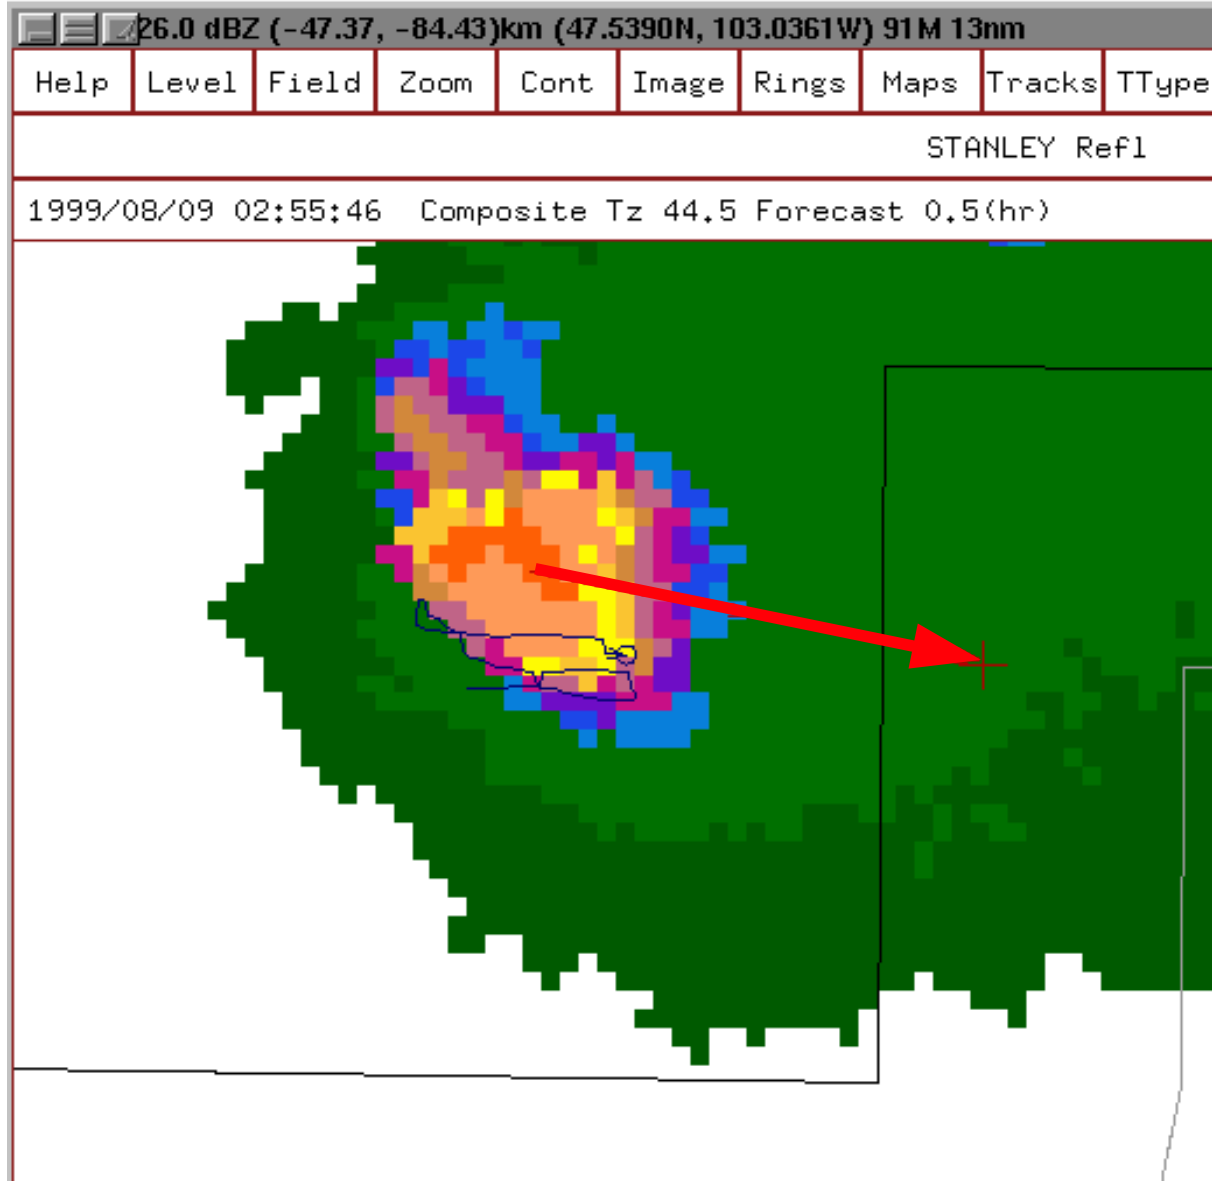 26.0 dBZ (-47.37, -84.43)km (47.5390N, 103.0361W) 91M 13nm
Help Level Field Zoom Cont Image Rings Maps Tracks TType
STANLEY Refl
1999/08/09 02:55:46 Composite Tz 44.5 Forecast 0.5(hr)